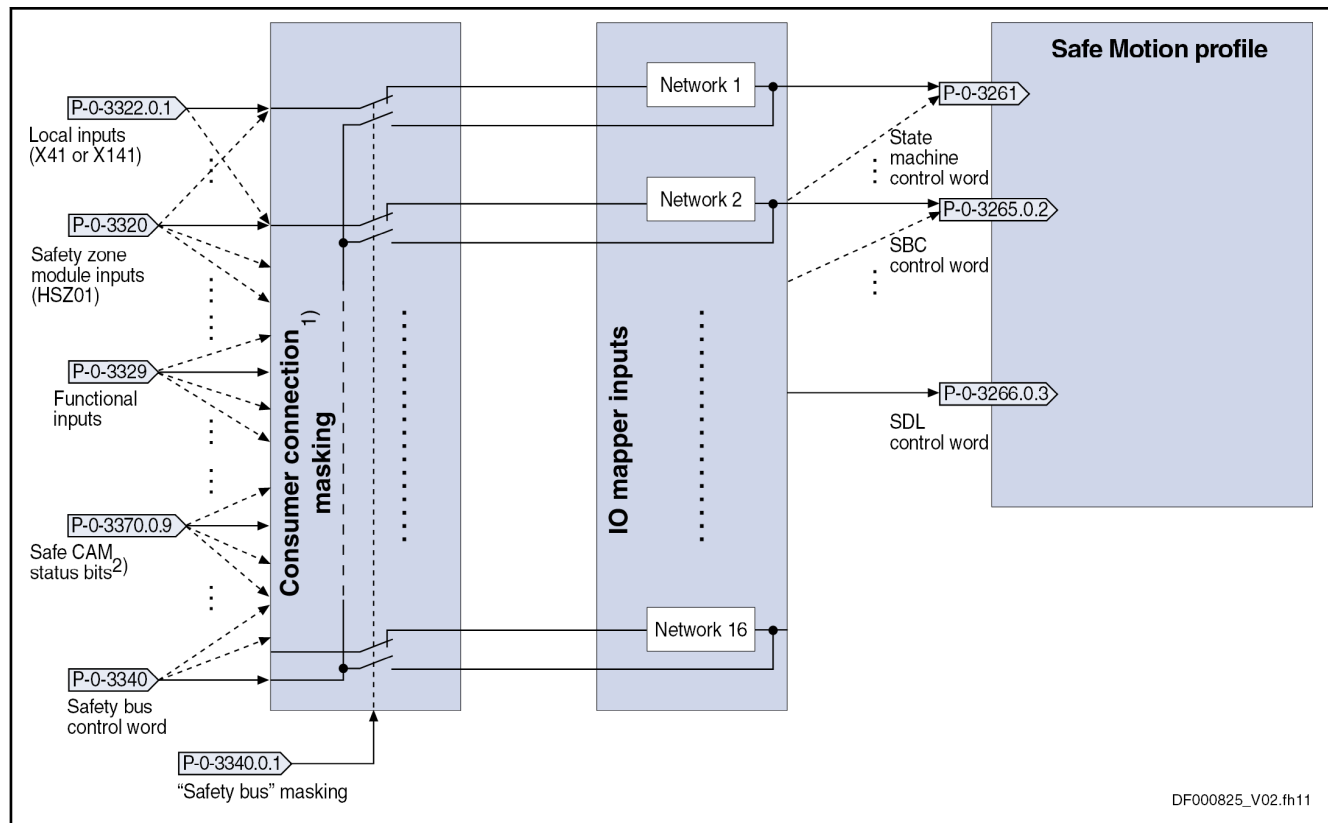 Safe Motion profile
P-0-3322.0.1
Local inputs
(X41 or X141)
P-0-3320
Safety zone
module inputs
(HSZ01)
P-0-3329
Functional
inputs
P-0-3370.0.9
Safe CAM
status bits2)
P-0-3340
Safety bus
control word
P-0-3340.0.1
“Safety bus” masking
Consumer connection 1)
masking
Network 1
Network 2
IO mapper inputs
Network 16
P-0-3261
State
machine
control word
P-0-3265.0.2
SBC
control word
P-0-3266.0.3
SDL
control word
DF000825_V02.fh11